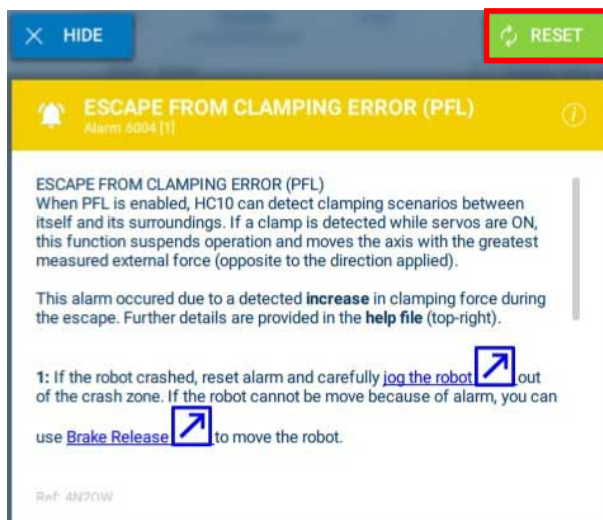 HIDE
RESET
ESCAPE FROM CLAMPING ERROR (PFL)
Alarm 6004 [1]
ESCAPE FROM CLAMPING ERROR (PFL)
When PFL is enabled, HC10 can detect clamping scenarios between
itself and its surroundings. If a clamp is detected while servos are ON,
this function suspends operation and moves the axis with the greatest
measured external force (opposite to the direction applied).
This alarm occured due to a detected increase in clamping force during
the escape. Further details are provided in the help file (top-right).
1: If the robot crashed, reset alarm and carefully jog the robot out
of the crash zone. If the robot cannot be move because of alarm, you can
use Brake Release to move the robot.
Ref: 4N2OW